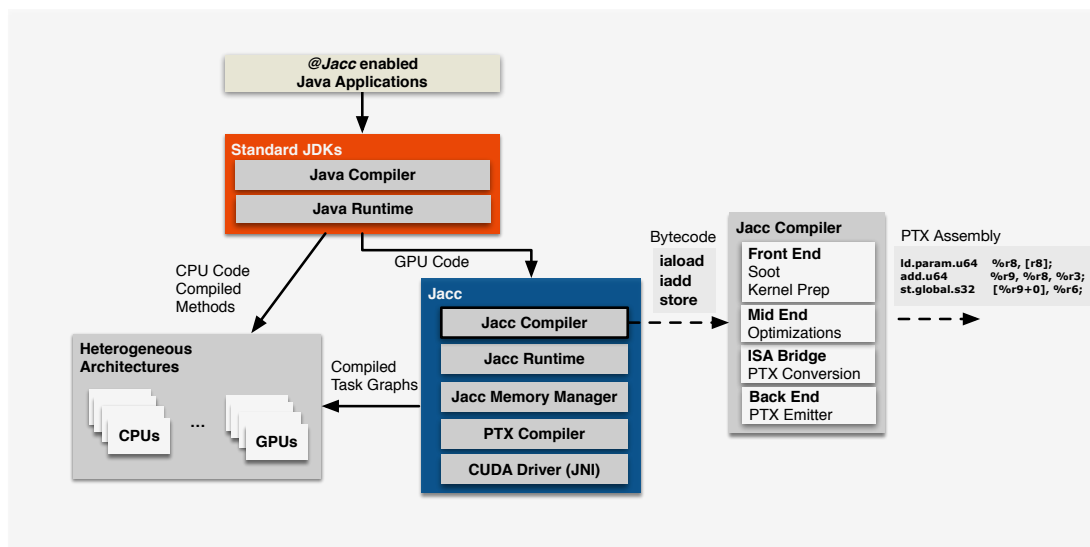 @Jacc enabled
Java Applications
Standard JDKs
Java Compiler
Java Runtime
CPU Code
Compiled
Methods
GPU Code
Jacc
Jacc Compiler
Jacc Runtime
Jacc Memory Manager
PTX Compiler
CUDA Driver (JNI)
Heterogeneous
Architectures
CPUs
...
GPUs
Compiled
Task Graphs
Bytecode
iaload
iadd
store
Jacc Compiler
Front End
Soot
Kernel Prep
Mid End
Optimizations
ISA Bridge
PTX Conversion
Back End
PTX Emitter
PTX Assembly
ld.param.u64 %r8, [r8];
add.u64 %r9, %r8, %r3;
st.global.s32 [%r9+0], %r6;